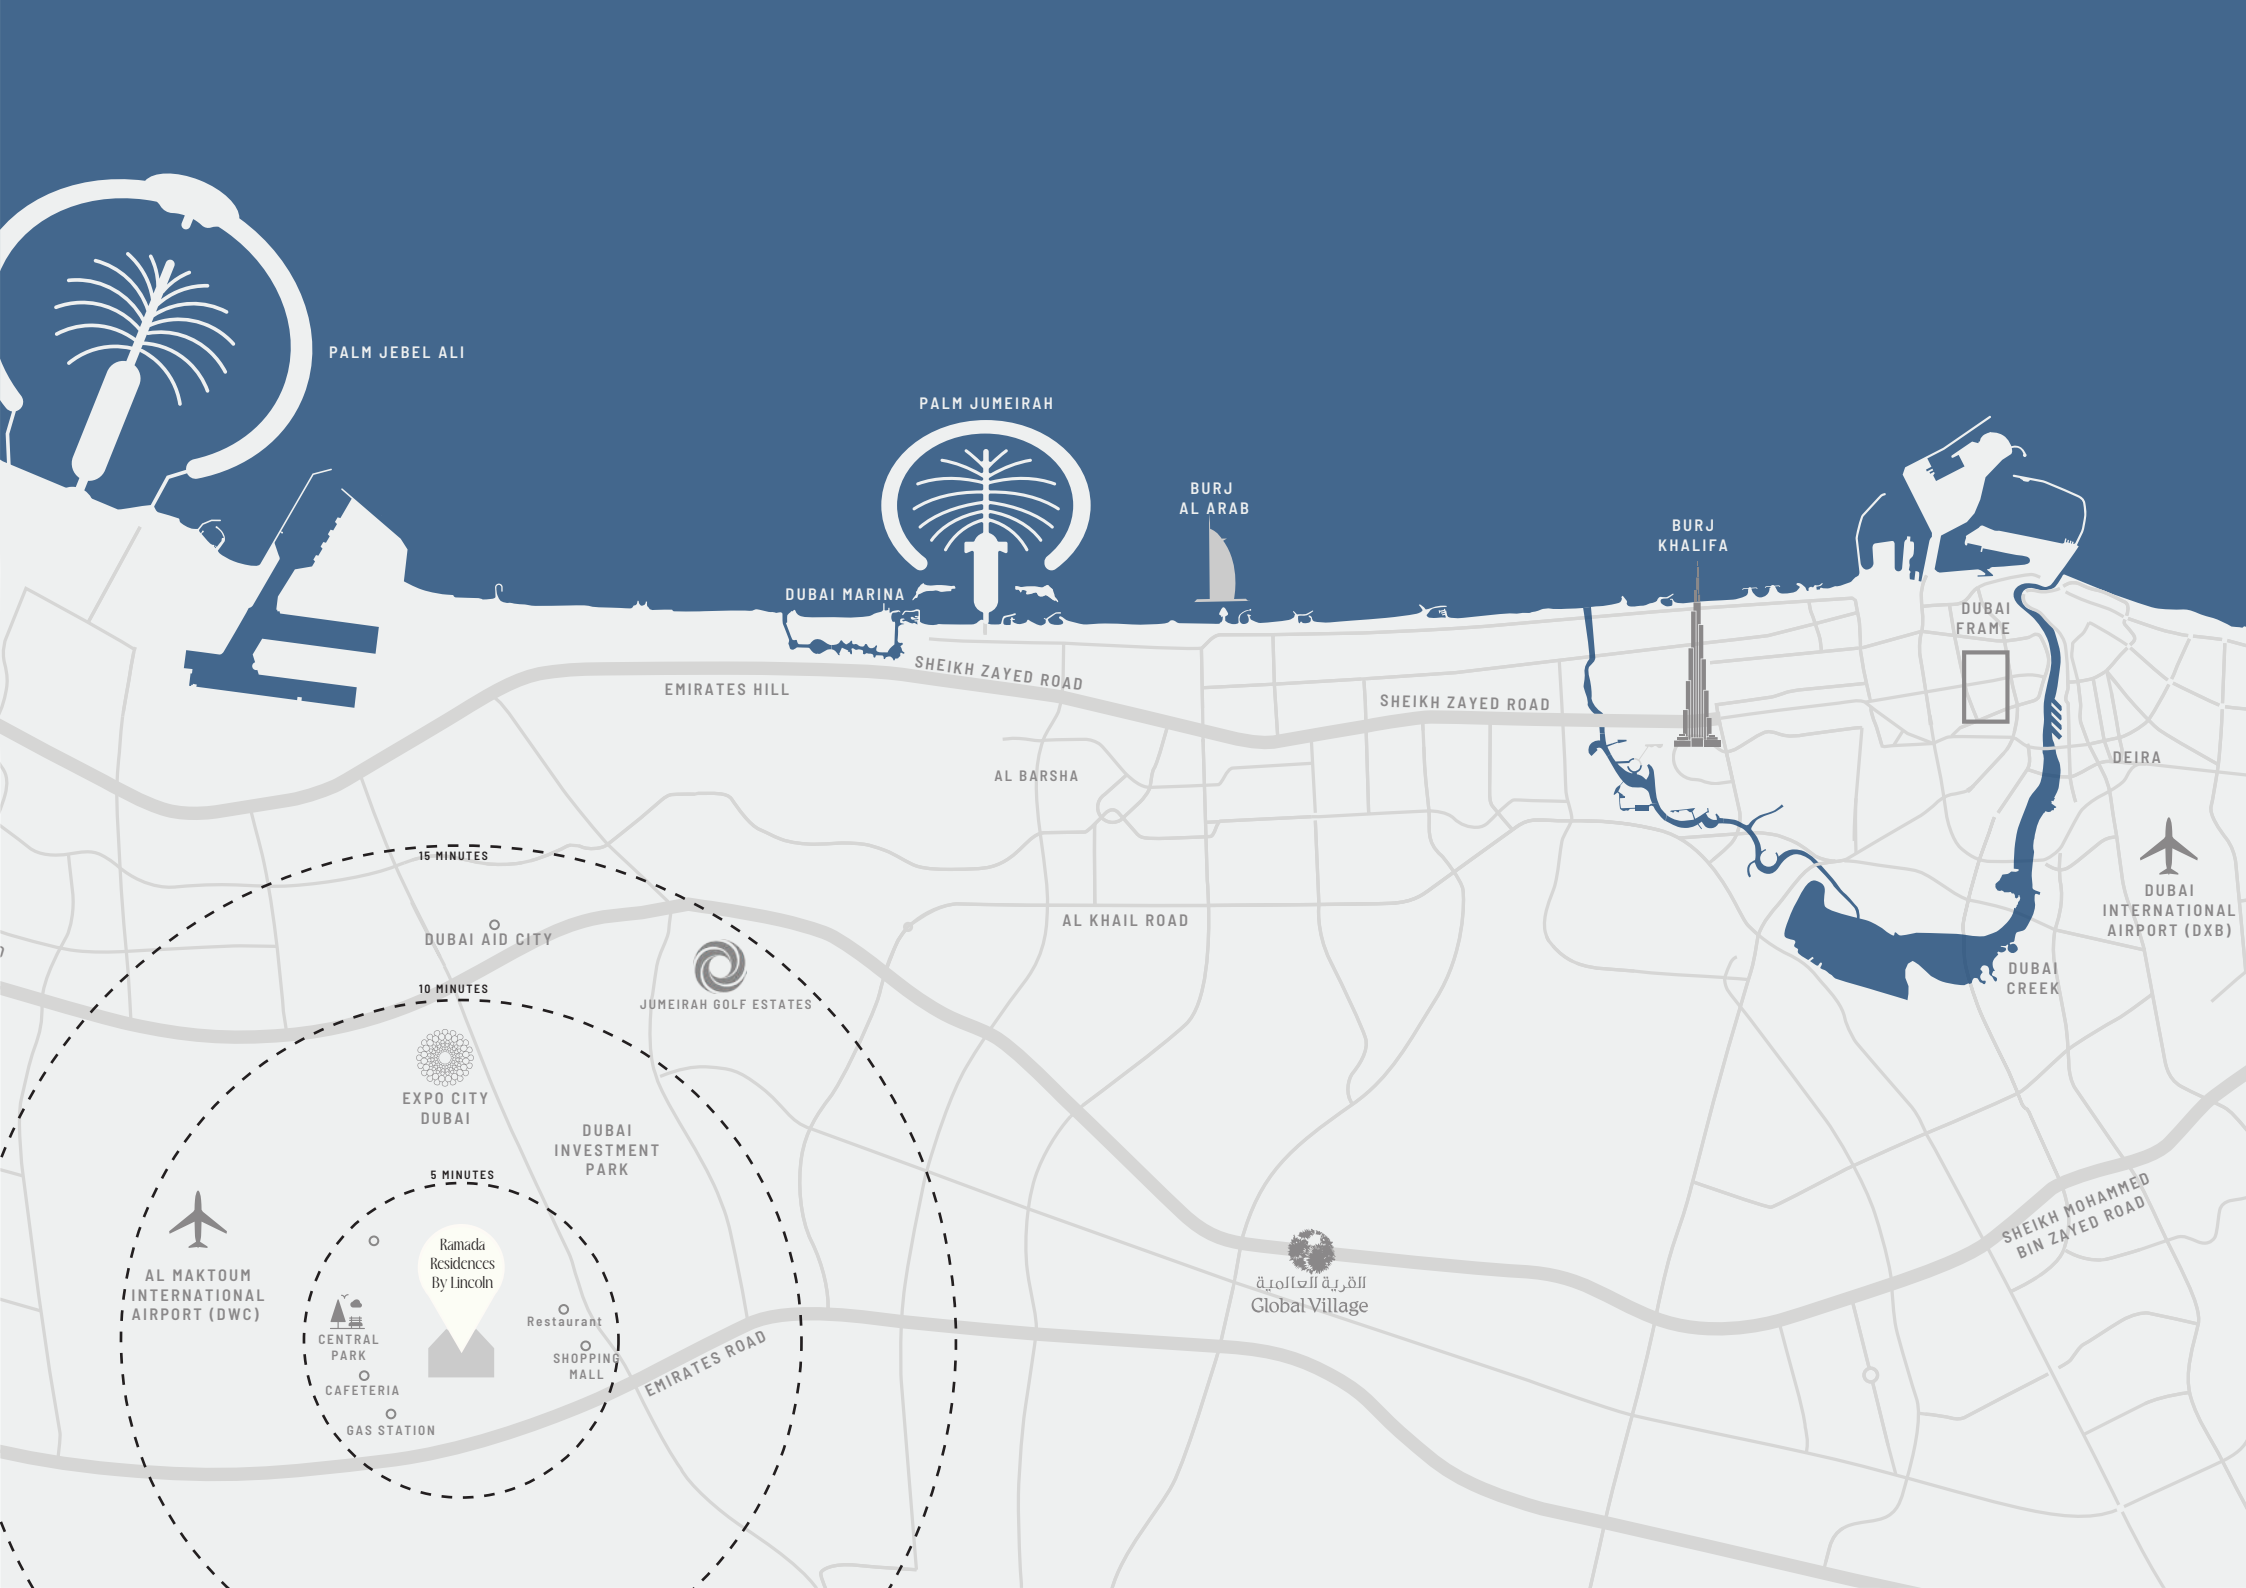 PALM JEBEL ALI
PALM JUMEIRAH
BURJ
AL ARAB
BURJ
KHALIFA
DUBAI MARINA
DUBAI
FRAME
SHEIKH ZAYED ROAD
EMIRATES HILL
SHEIKH ZAYED ROAD
DEIRA
AL BARSHA
15 MINUTES
DUBAI
INTERNATIONAL
AIRPORT (DXB)
AL KHAIL ROAD
DUBAI AID CITY
DUBAI
CREEK
10 MINUTES
JUMEIRAH GOLF ESTATES
EXPO CITY
DUBAI
DUBAI
INVESTMENT
PARK
5 MINUTES
SHEIKH MOHAMMED
BIN ZAYED ROAD
Ramada
Residences
By Lincoln
AL MAKTOUM
INTERNATIONAL
AIRPORT (DWC)
القرية العالمية
Global Village
Restaurant
CENTRAL
PARK
SHOPPING
MALL
EMIRATES ROAD
CAFETERIA
GAS STATION